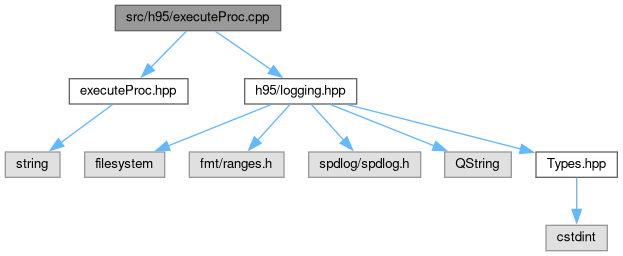 src/h95/executeProc.cpp
executeProc.hpp
h95/logging.hpp
string
filesystem
fmt/ranges.h
spdlog/spdlog.h
QString
Types.hpp
cstdint